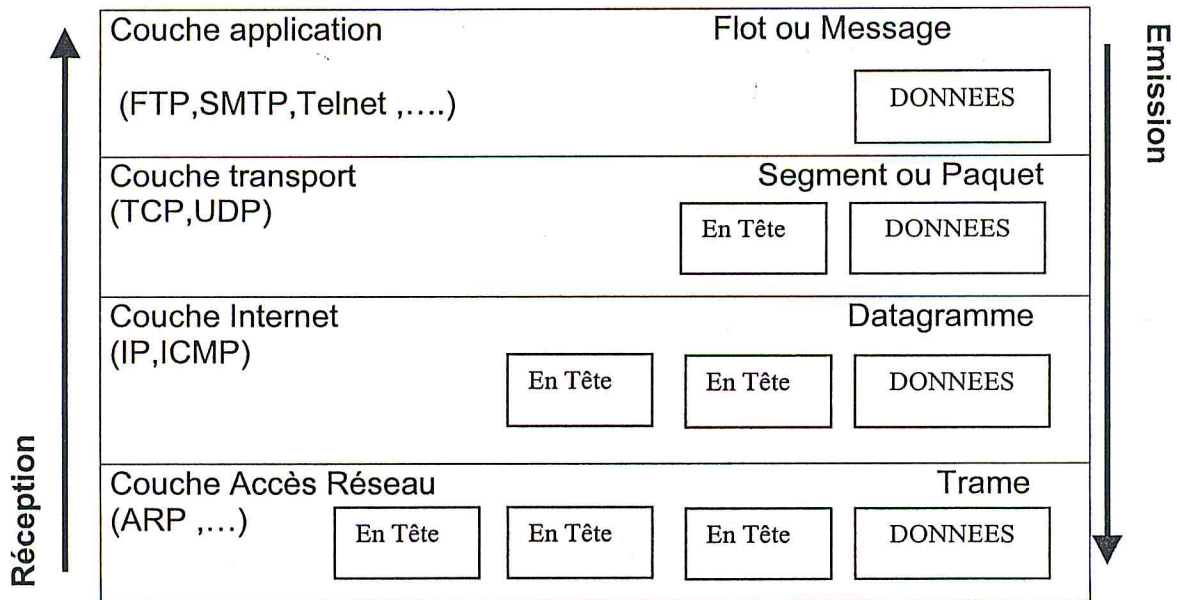 Couche application
Flot ou Message
(FTP,SMTP,Telnet ,....)
DONNEES
Couche transport
Segment ou Paquet
(TCP,UDP)
En Tête
DONNEES
Couche Internet
Datagramme
(IP,ICMP)
En Tête
En Tête
DONNEES
Couche Accès Réseau
Trame
(ARP ,...)
En Tête
En Tête
En Tête
DONNEES
Réception
Emission